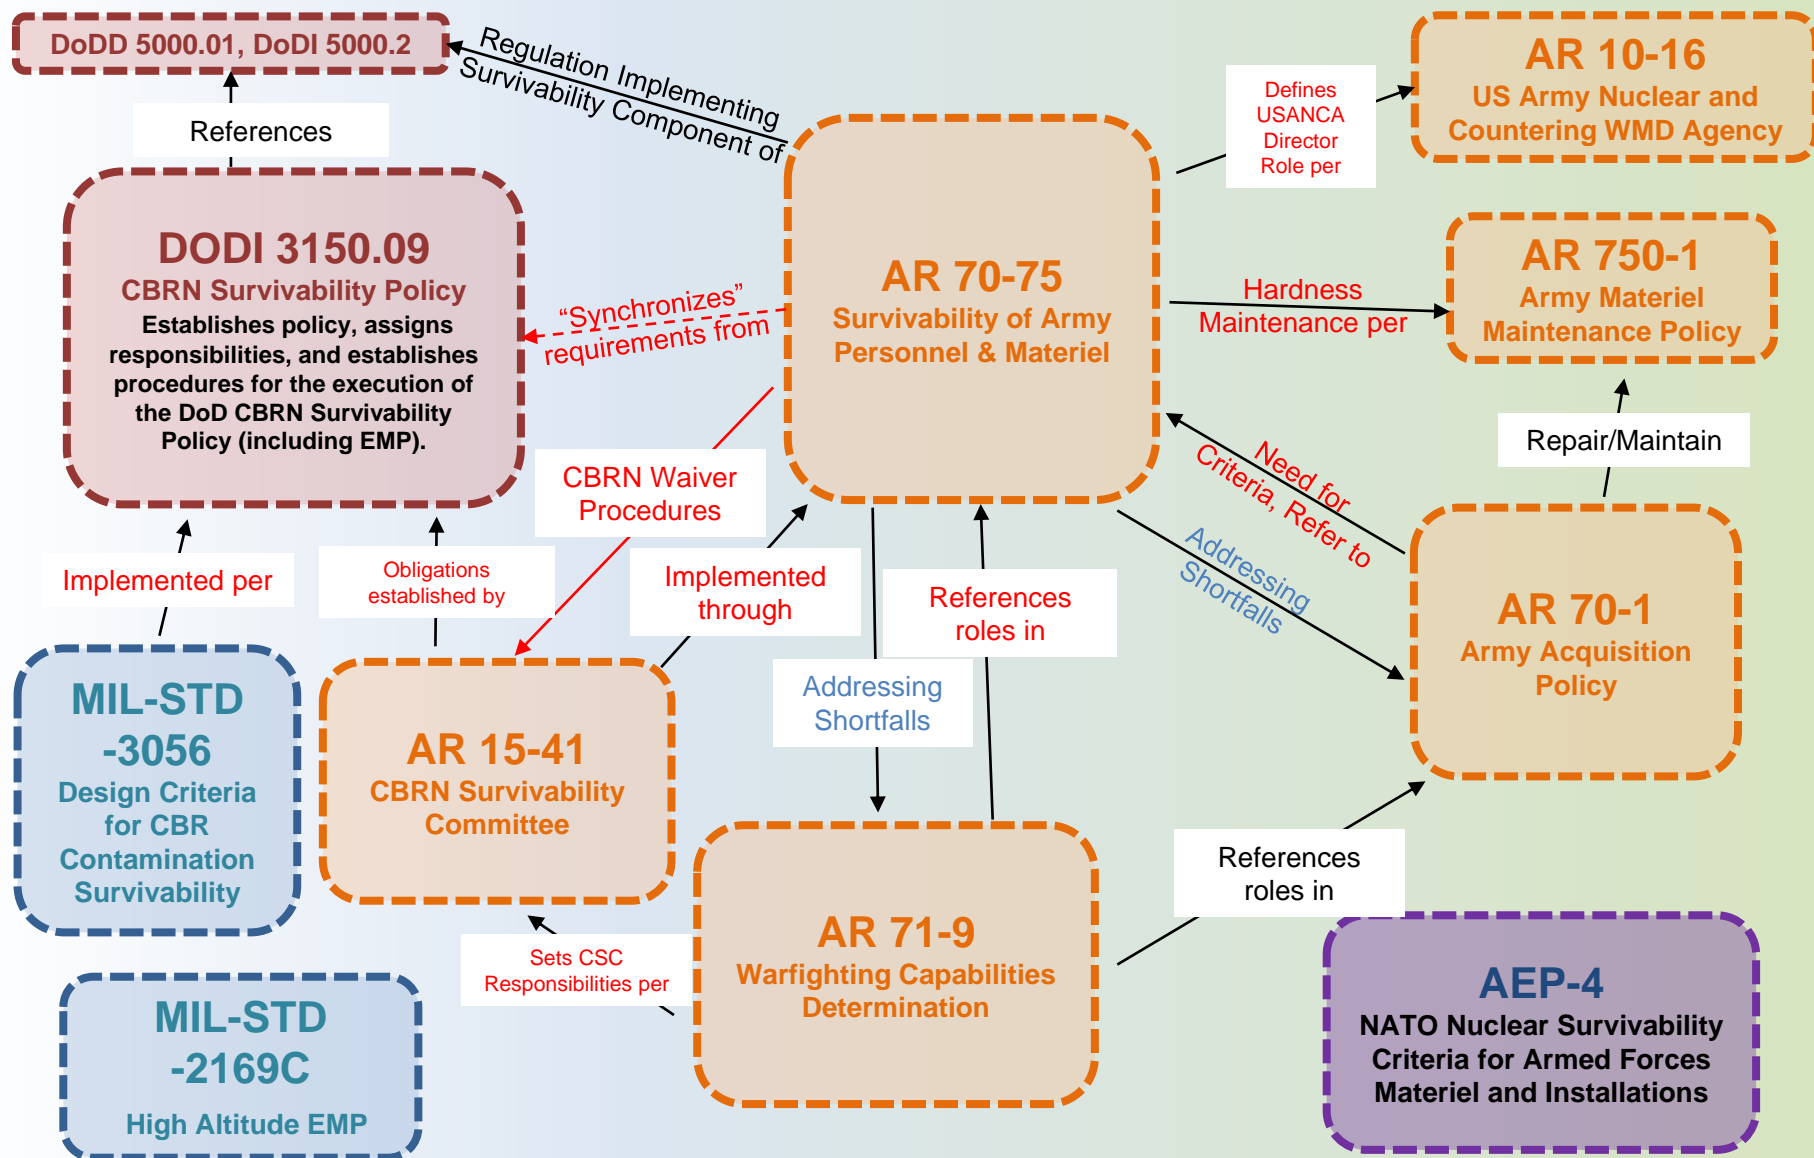 DoDD 5000.01, DoDI 5000.2
Regulation Implementing
Survivability Component of
References
Defines
USANCA
Director
Role per
AR 10-16
US Army Nuclear and
Countering WMD Agency
DODI 3150.09
CBRN Survivability Policy
Establishes policy, assigns
responsibilities, and establishes
procedures for the execution of
the DoD CBRN Survivability
Policy (including EMP).
“Synchronizes”
requirements from
AR 70-75
Survivability of Army
Personnel & Materiel
Hardness
Maintenance per
AR 750-1
Army Materiel
Maintenance Policy
Repair/Maintain
CBRN Waiver
Procedures
Need for
Criteria, Refer to
Addressing
Shortfalls
Implemented per
Obligations
established by
Implemented
through
References
roles in
Addressing
Shortfalls
AR 70-1
Army Acquisition
Policy
MIL-STD
-3056
Design Criteria
for CBR
Contamination
Survivability
AR 15-41
CBRN Survivability
Committee
References
roles in
Sets CSC
Responsibilities per
AR 71-9
Warfighting Capabilities
Determination
MIL-STD
-2169C
High Altitude EMP
AEP-4
NATO Nuclear Survivability
Criteria for Armed Forces
Materiel and Installations